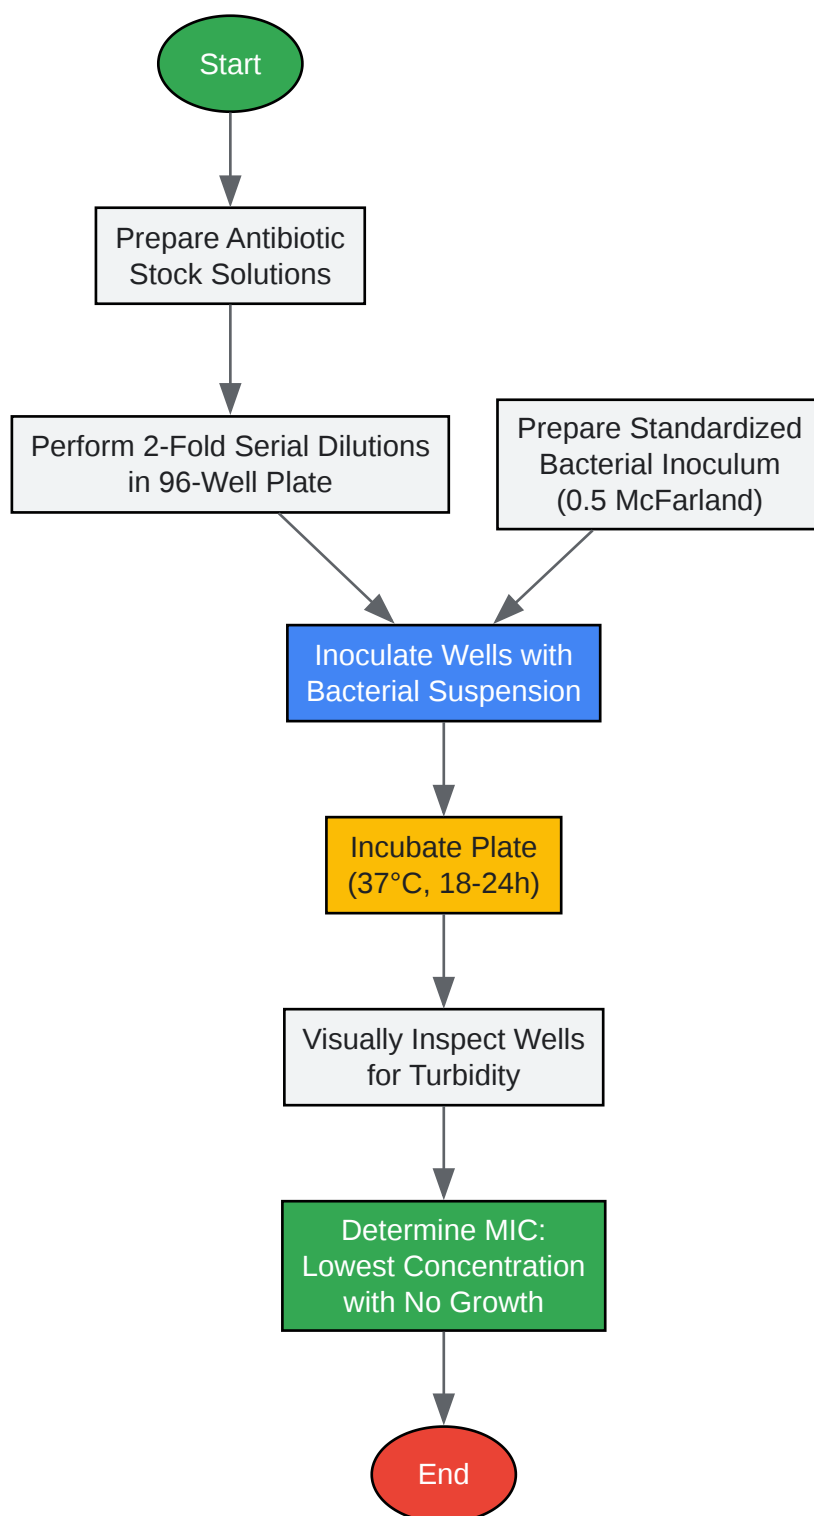 Start
Prepare Antibiotic
Stock Solutions
Perform 2-Fold Serial Dilutions
in 96-Well Plate
Prepare Standardized
Bacterial Inoculum
(0.5 McFarland)
Inoculate Wells with
Bacterial Suspension
Incubate Plate
(37°C, 18-24h)
Visually Inspect Wells
for Turbidity
Determine MIC:
Lowest Concentration
with No Growth
End